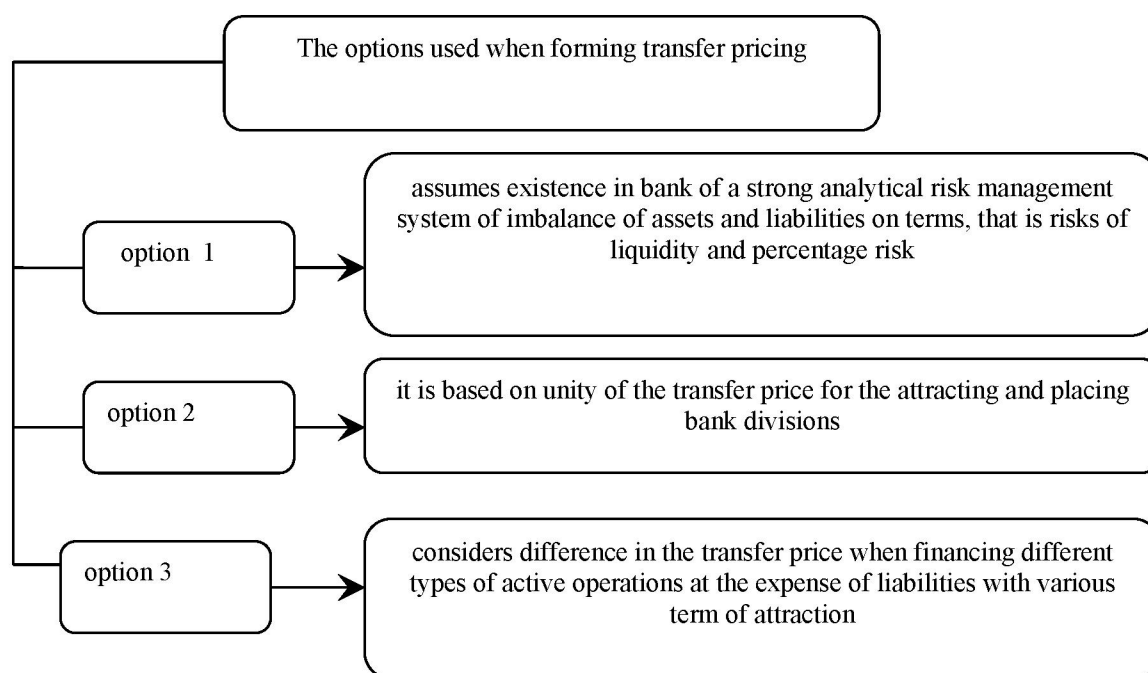 The options used when forming transfer pricing
assumes existence in bank of a strong analytical risk management
system of imbalance of assets and liabilities on terms, that is risks of
liquidity and percentage risk
option 1
it is based on unity of the transfer price for the attracting and placing
bank divisions
option 2
considers difference in the transfer price when financing different
types of active operations at the expense of liabilities with various
term of attraction
option 3